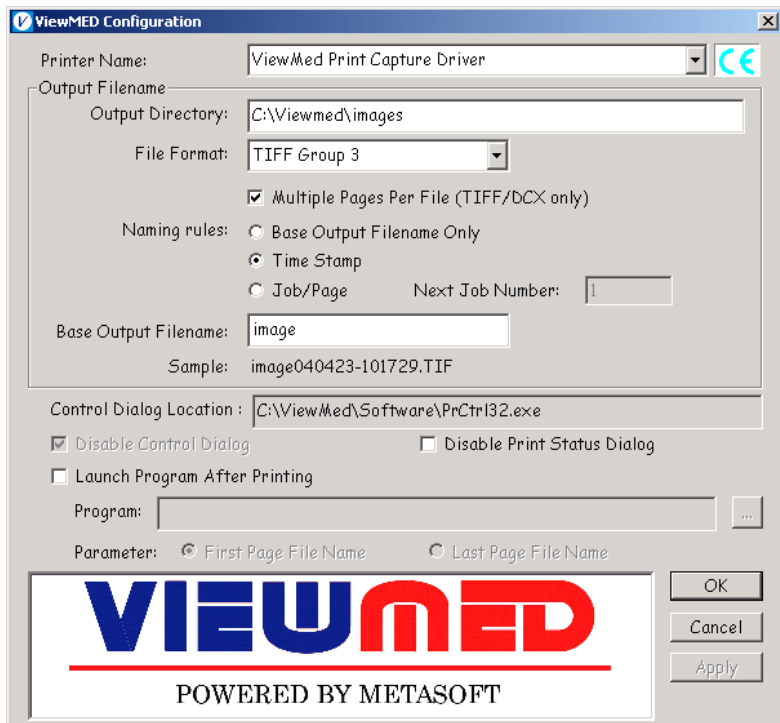 ViewMED Configuration
Printer Name: ViewMed Print Capture Driver CE
Output Filename
Output Directory: C:\Viewmed\images
File Format: TIFF Group 3
Multiple Pages Per File (TIFF/DCX only)
Naming rules: Base Output Filename Only
Time Stamp
Job/Page Next Job Number: 1
Base Output Filename: image
Sample: image040423-101729.TIF
Control Dialog Location : C:\ViewMed\Software\PrCtrl32.exe
Disable Control Dialog Disable Print Status Dialog
Launch Program After Printing
Program: ...
Parameter: First Page File Name Last Page File Name
OK
Cancel
Apply
VIEWMED
POWERED BY METASOFT